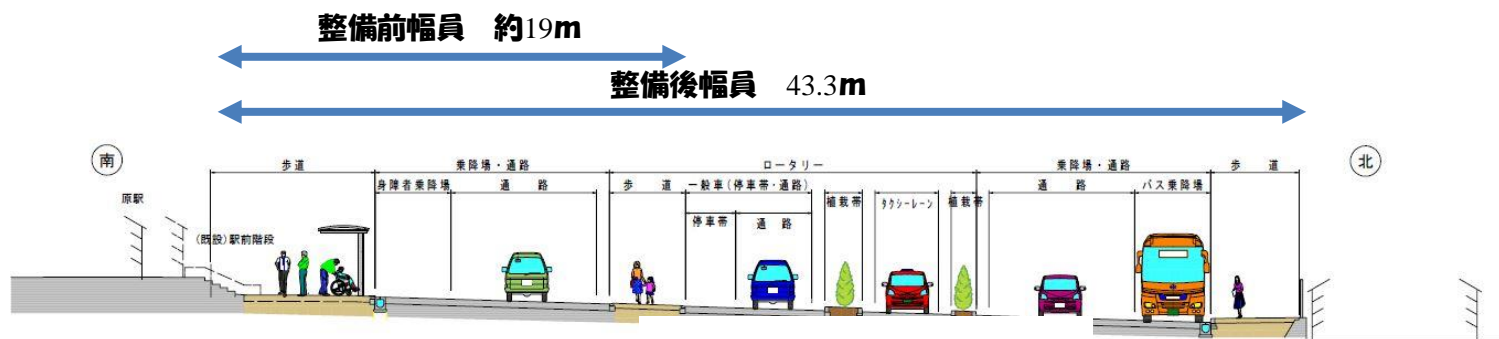 整備前幅員　約19m
整備後幅員　43.3m
南
北
歩道
乗降場・通路
ロータリー
乗降場・通路
歩道
身障者乗降場
通路
歩道
一般車(停車帯・通路)
植栽帯
タクシーレーン
植栽帯
通路
バス乗降場
停車帯
通路
原駅
(既設)駅前階段